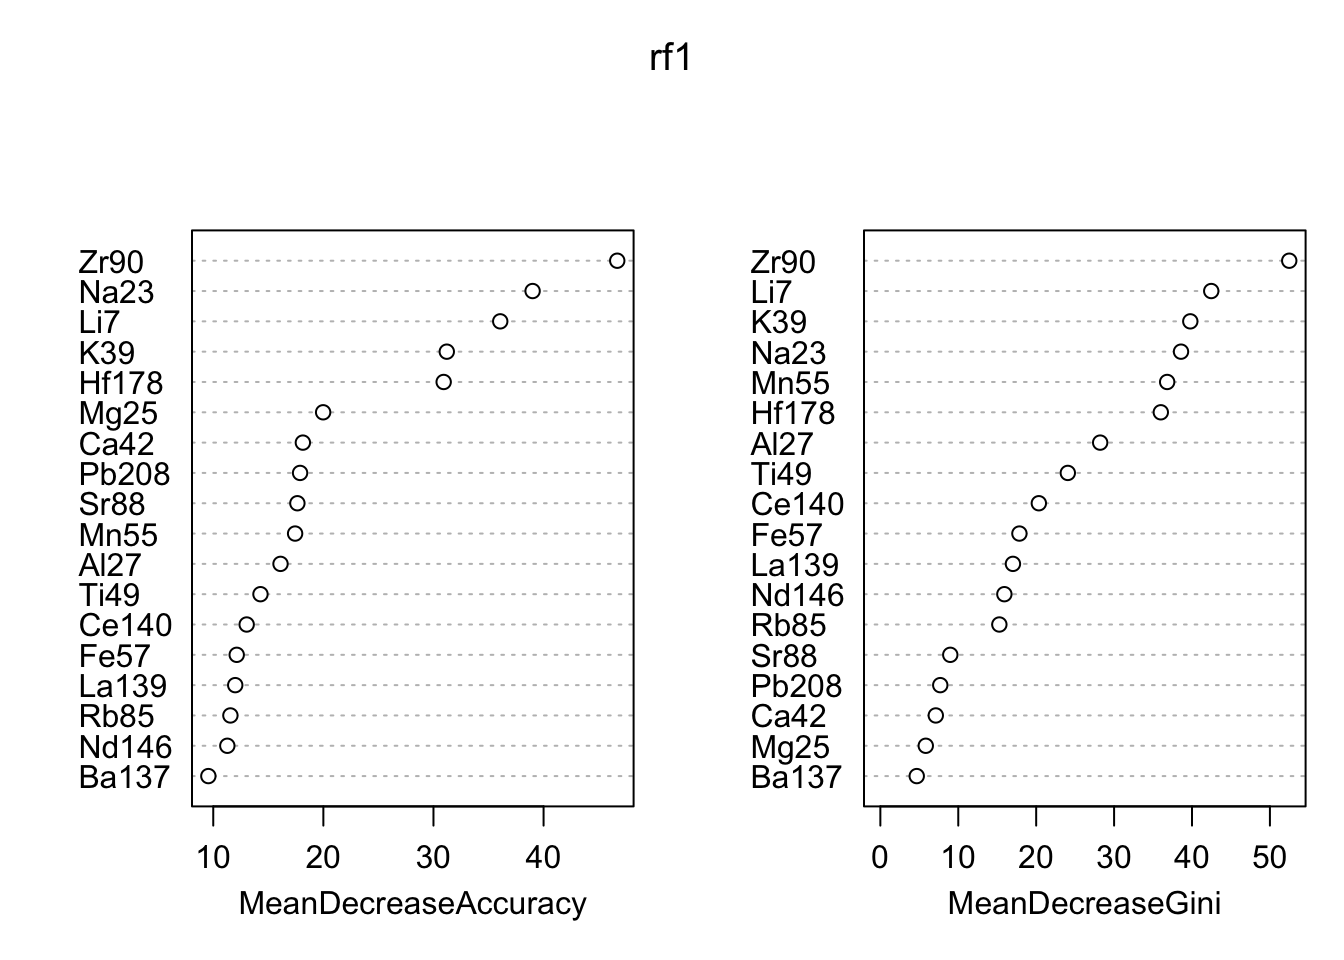 rf1
Zr90
Na23
Li7
K39
Hf178
Mg25
Ca42
Pb208
Sr88
Mn55
Al27
Ti49
Ce140
Fe57
La139
Rb85
Nd146
Ba137
10 20 30 40
MeanDecreaseAccuracy
Zr90
Li7
K39
Na23
Mn55
Hf178
Al27
Ti49
Ce140
Fe57
La139
Nd146
Rb85
Sr88
Pb208
Ca42
Mg25
Ba137
0 10 20 30 40 50
MeanDecreaseGini